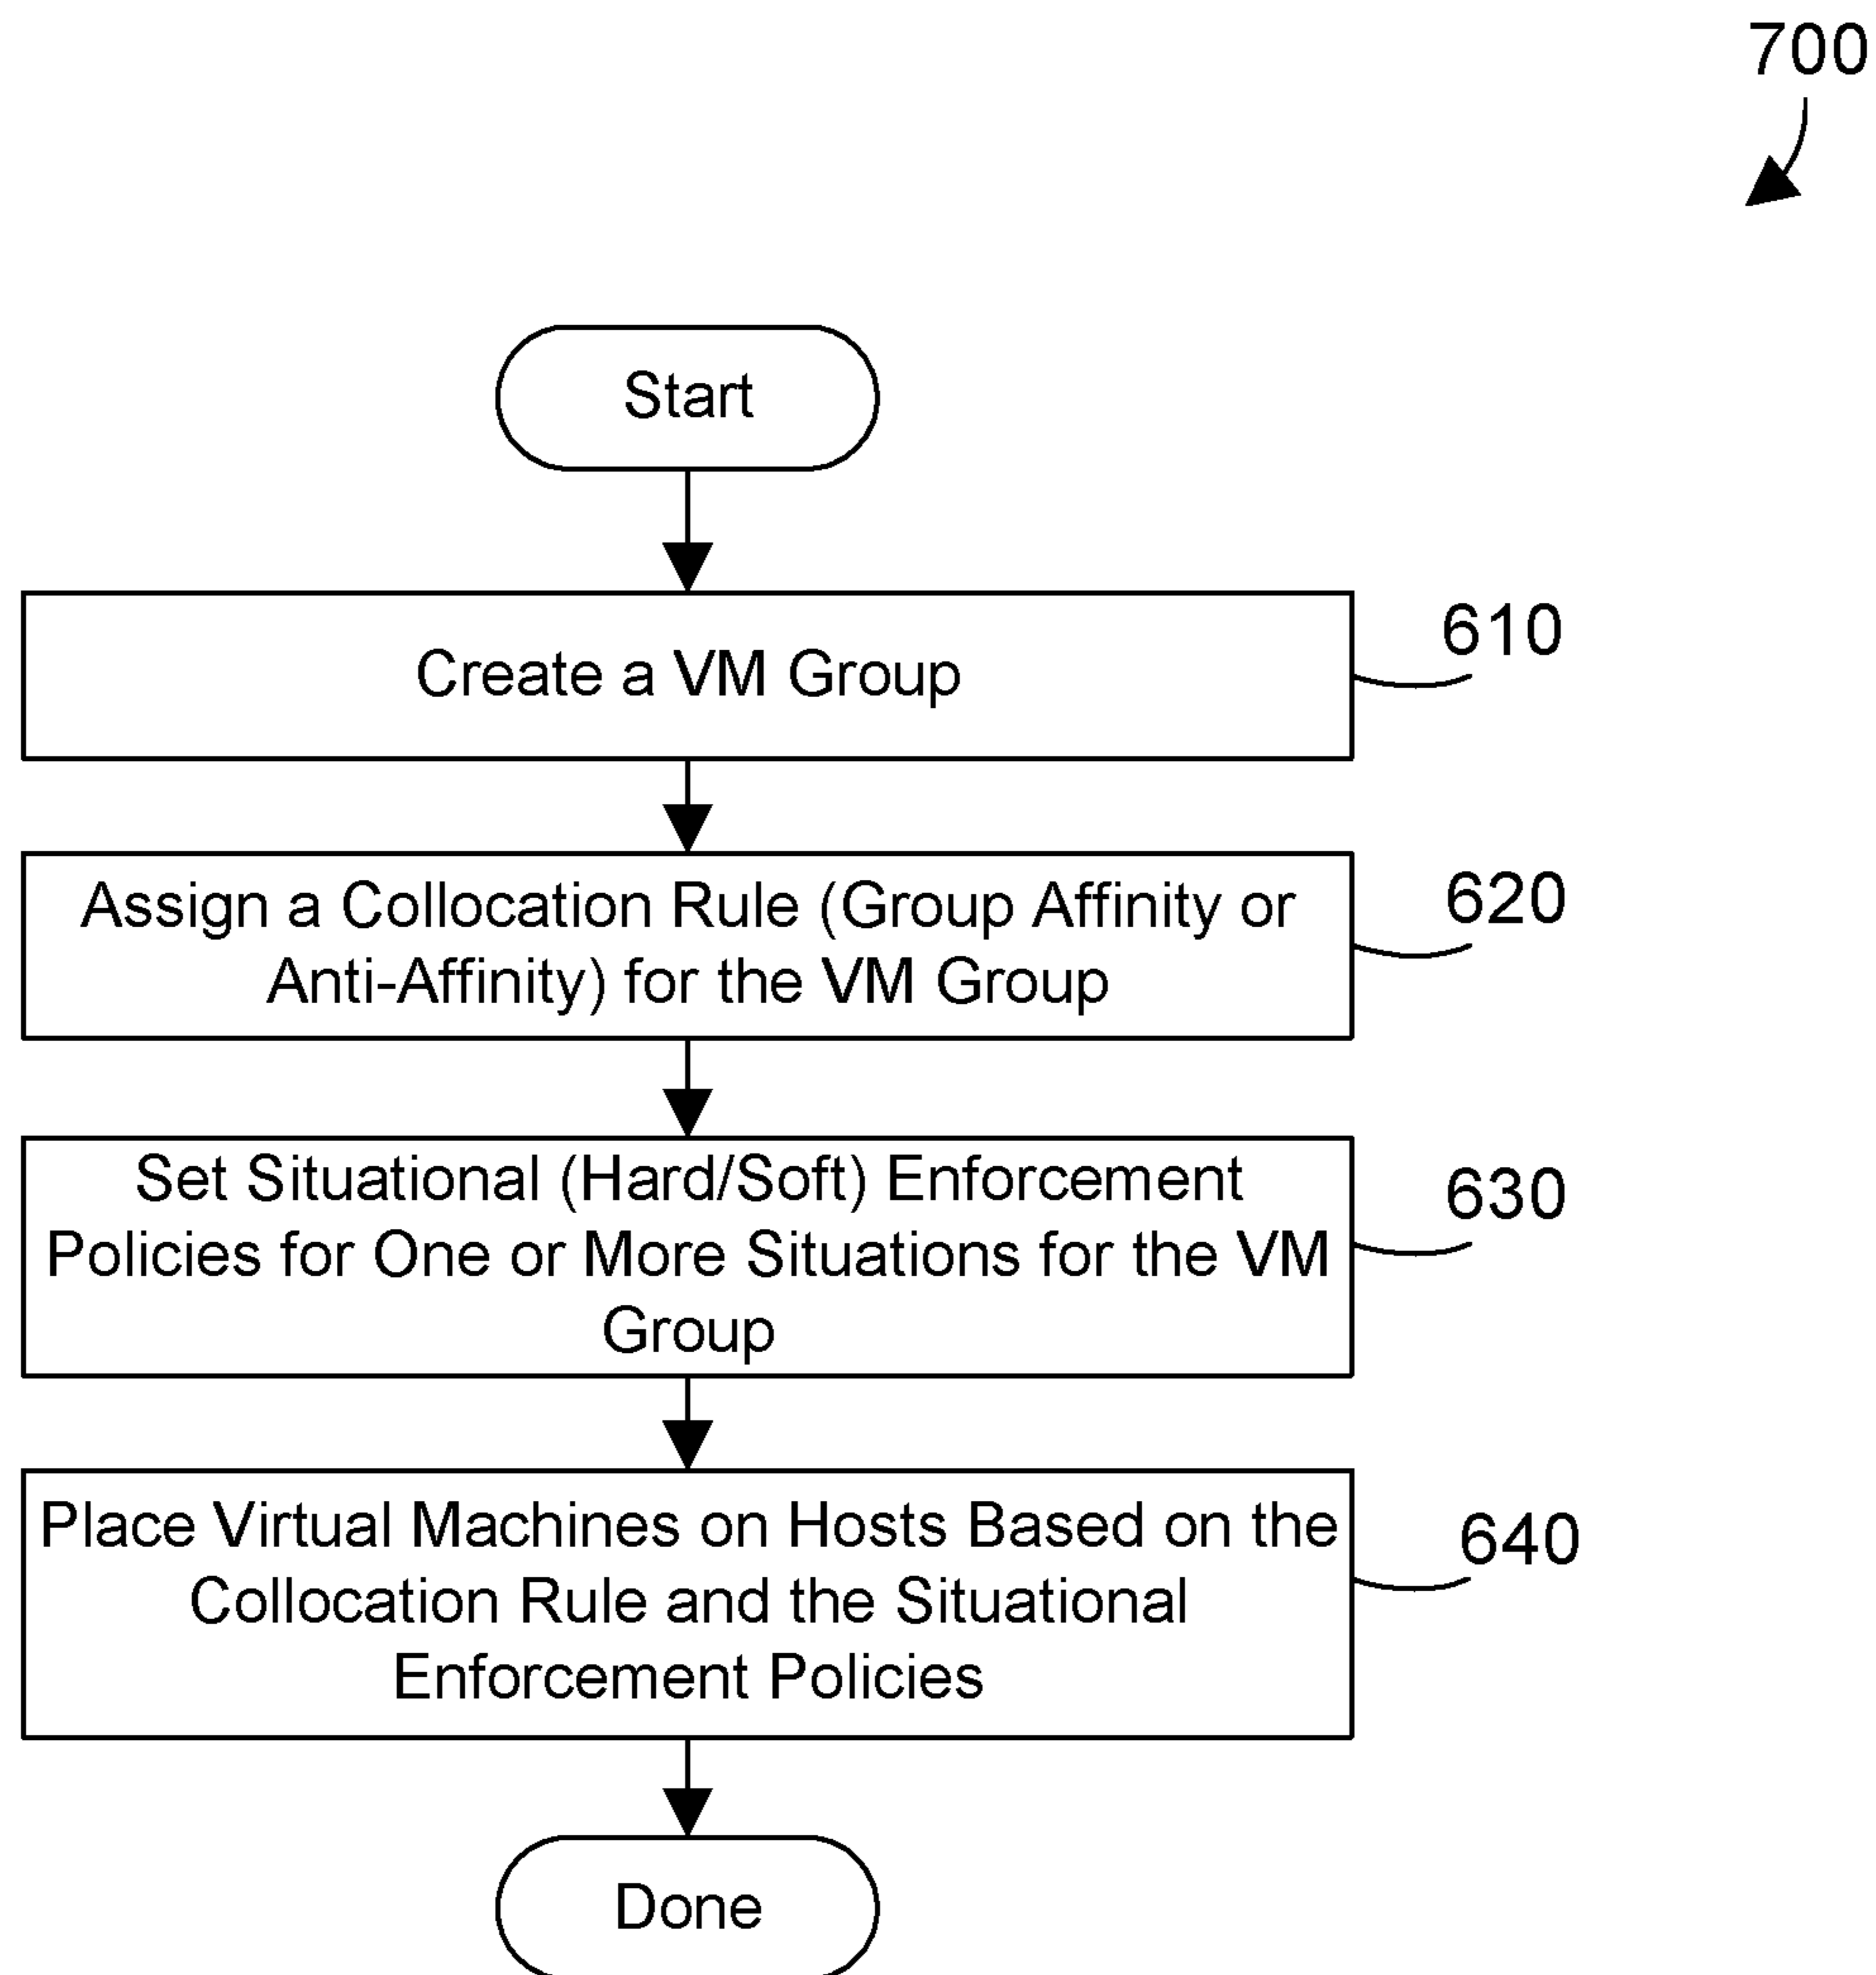 700
Start
Create a VM Group
610
Assign a Collocation Rule (Group Affinity or
Anti-Affinity) for the VM Group
620
Set Situational (Hard/Soft) Enforcement
Policies for One or More Situations for the VM
Group
630
Place Virtual Machines on Hosts Based on the
Collocation Rule and the Situational
Enforcement Policies
640
Done